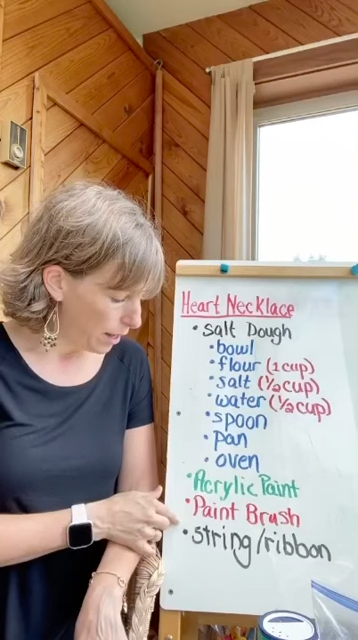 Heart Necklace
• Salt Dough
• bowl
• flour (1 cup)
• salt (1/2 cup)
• water (1/2 cup)
• spoon
• pan
• oven
• Acrylic Paint
• Paint Brush
• string/ribbon